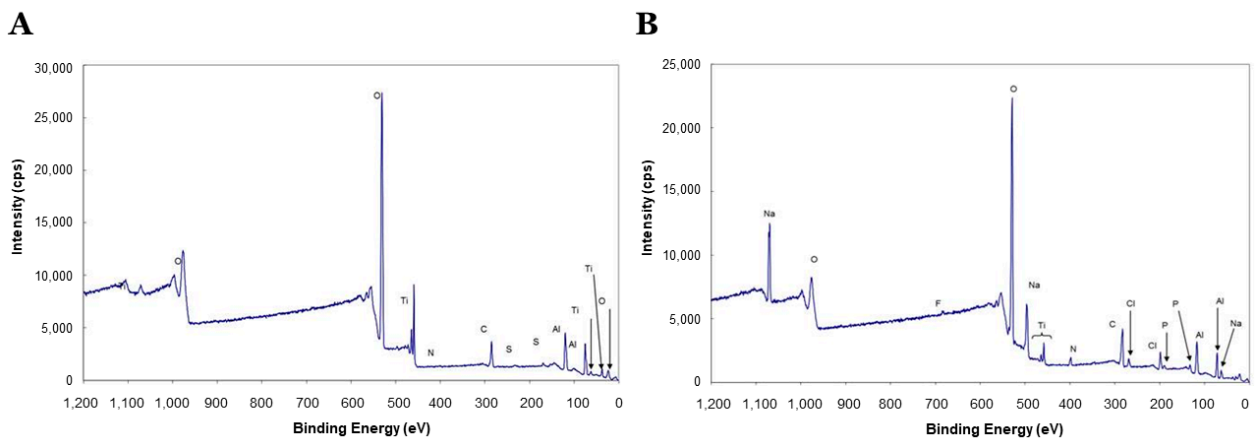 A
30,000
25,000
20,000
15,000
10,000
5,000
0
Intensity (cps)
O
O
Ti
Ti
N
C
S
S
Al
Al
Ti
Ti
O
1,200 1,100 1,000 900 800 700 600 500 400 300 200 100 0
Binding Energy (eV)
B
25,000
20,000
15,000
10,000
5,000
0
Intensity (cps)
Na
O
F
O
Na
Ti
N
C
Cl
Cl
P
P
Al
Al
Na
1,200 1,100 1,000 900 800 700 600 500 400 300 200 100 0
Binding Energy (eV)